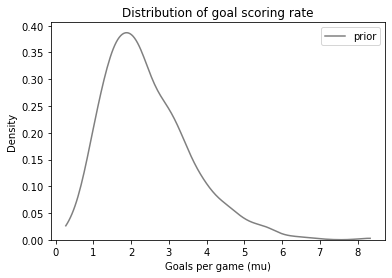 Distribution of goal scoring rate
prior
0.40
0.35
0.30
0.25
0.20
0.15
0.10
0.05
0.00
Density
0 1 2 3 4 5 6 7 8
Goals per game (mu)